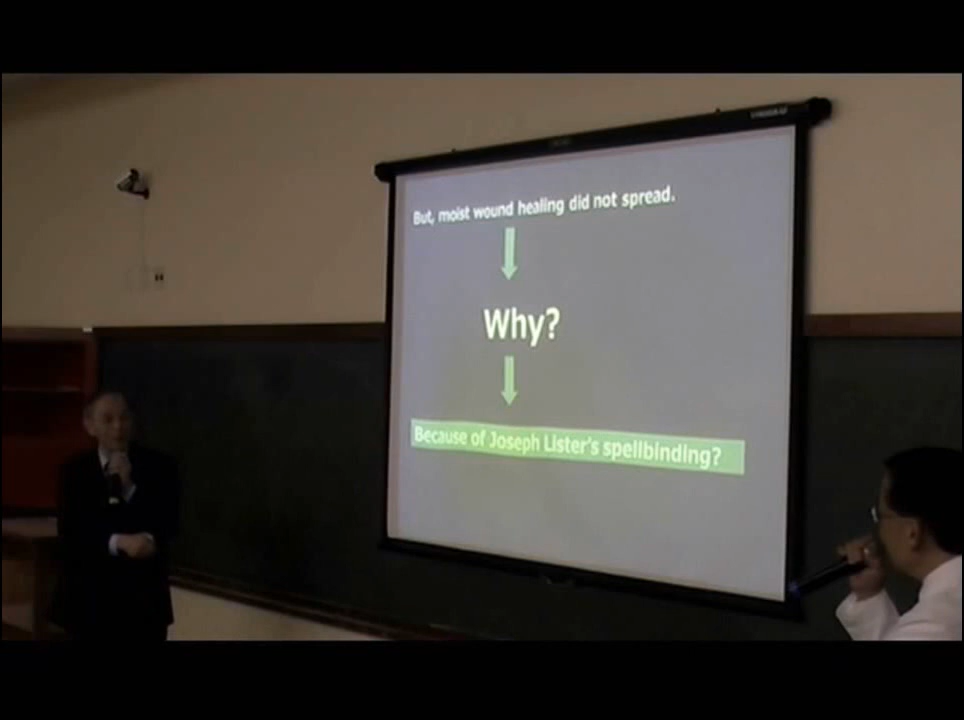 But, moist wound healing did not spread.
Why?
Because of Joseph Lister's spellbinding?